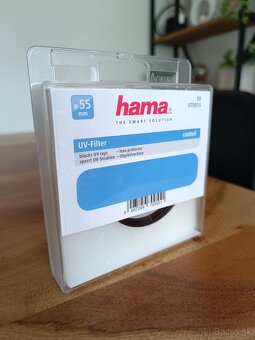 ø55
mm
hama®
THE SMART SOLUTION
00
070055
UV-Filter
coated
blocks UV rays – lens protector
sperrt UV-Strahlen – Objektivschutz